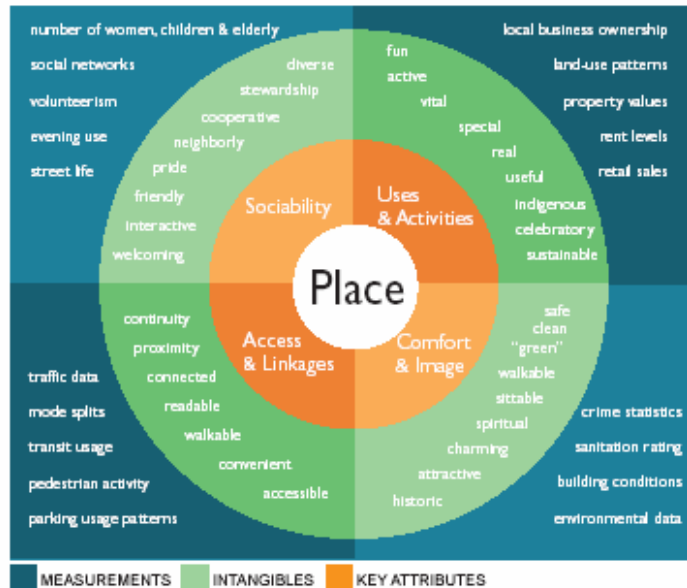 number of women, children & elderly
social networks
volunteerism
evening use
street life
diverse
stewardship
cooperative
neighborly
pride
friendly
interactive
welcoming
Sociability
fun
active
vital
special
real
useful
indigenous
celebratory
sustainable
Uses
& Activities
local business ownership
land-use patterns
property values
rent levels
retail sales
Place
traffic data
mode splits
transit usage
pedestrian activity
parking usage patterns
continuity
proximity
connected
readable
walkable
convenient
accessible
Access
& Linkages
Comfort
& Image
safe
clean
"green"
walkable
sittable
spiritual
charming
attractive
historic
crime statistics
sanitation rating
building conditions
environmental data
MEASUREMENTS INTANGIBLES KEY ATTRIBUTES